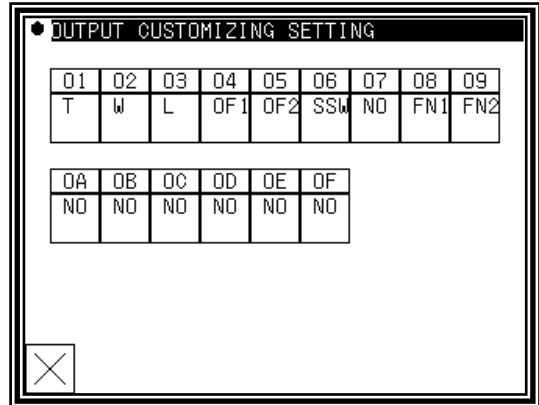 ● OUTPUT CUSTOMIZING SETTING
01 02 03 04 05 06 07 08 09
T W L OF1 OF2 SSW NO FN1 FN2
0A 0B 0C 0D 0E 0F
NO NO NO NO NO NO